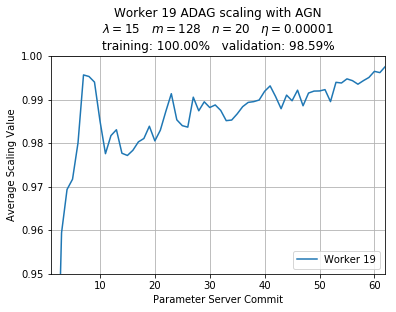 Worker 19 ADAG scaling with AGN
λ = 15 m = 128 n = 20 η = 0.00001
training: 100.00% validation: 98.59%
1.00
0.99
0.98
0.97
0.96
0.95
Average Scaling Value
Worker 19
10 20 30 40 50 60
Parameter Server Commit